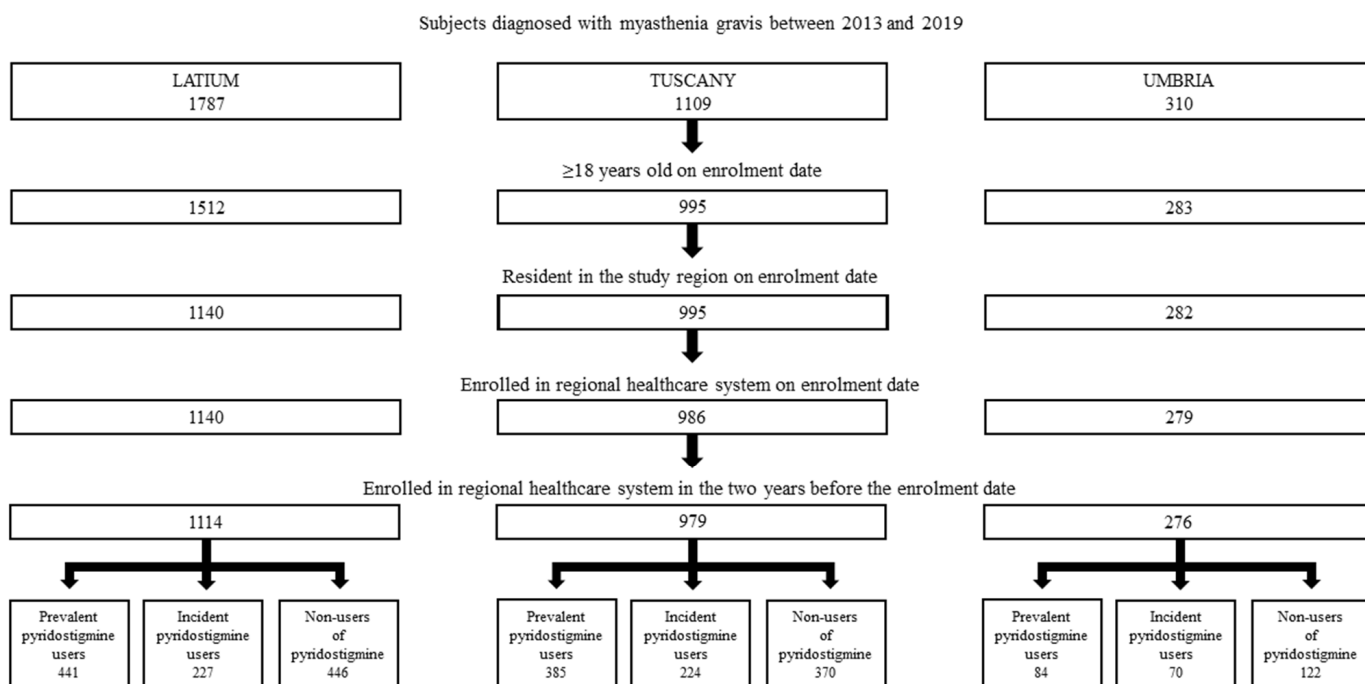 Subjects diagnosed with myasthenia gravis between 2013 and 2019
LATIUM
1787
TUSCANY
1109
UMBRIA
310
≥18 years old on enrolment date
1512
995
283
Resident in the study region on enrolment date
1140
995
282
Enrolled in regional healthcare system on enrolment date
1140
986
279
Enrolled in regional healthcare system in the two years before the enrolment date
1114
979
276
Prevalent
pyridostigmine
users
441
Incident
pyridostigmine
users
227
Non-users
of
pyridostigmine
446
Prevalent
pyridostigmine
users
385
Incident
pyridostigmine
users
224
Non-users
of
pyridostigmine
370
Prevalent
pyridostigmine
users
84
Incident
pyridostigmine
users
70
Non-users
of
pyridostigmine
122